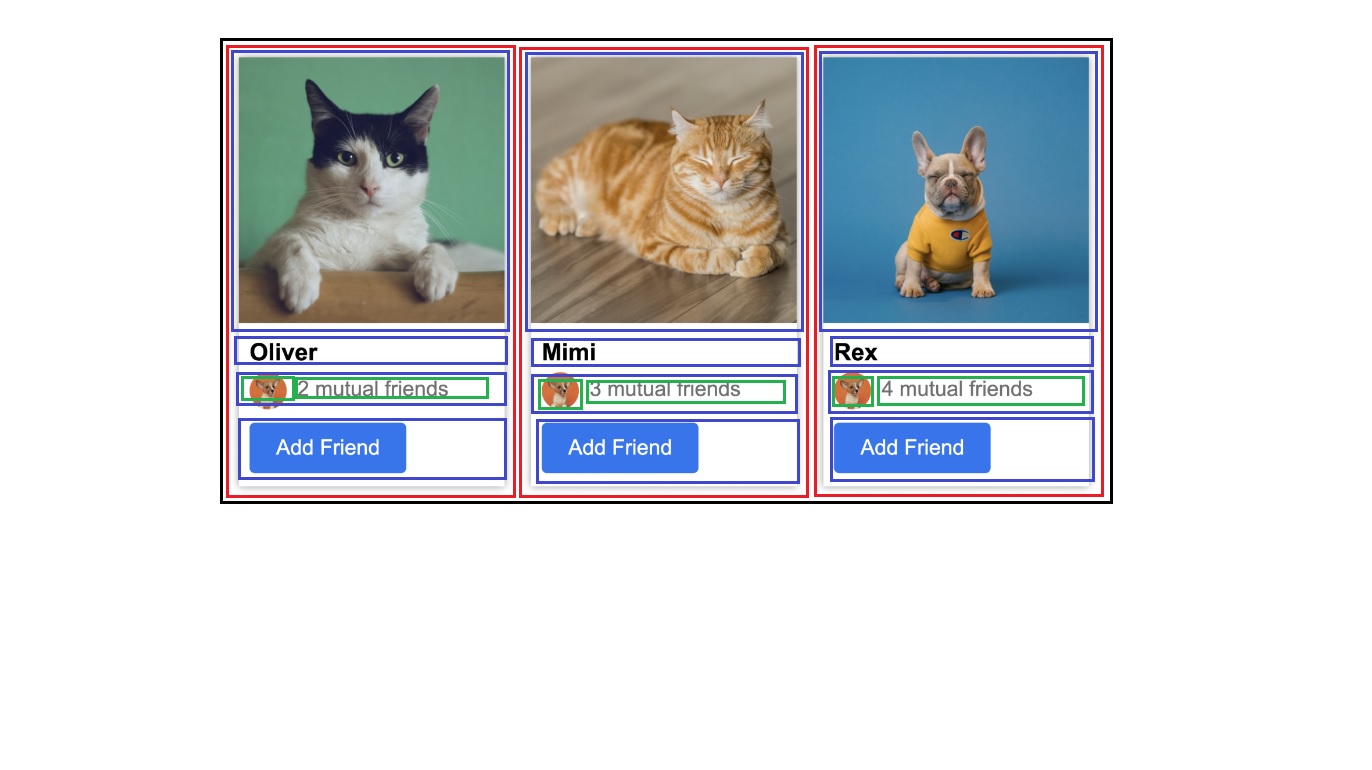 Oliver
2 mutual friends
Add Friend
Mimi
3 mutual friends
Add Friend
Rex
4 mutual friends
Add Friend